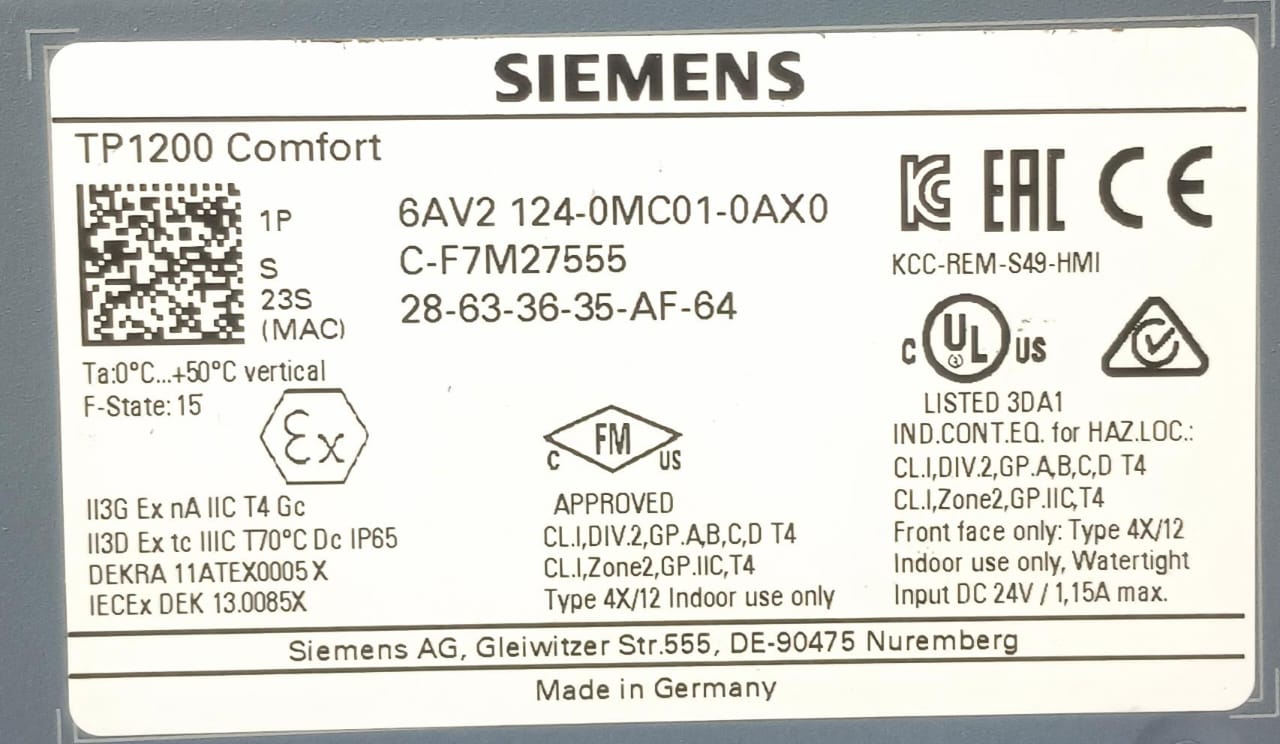 SIEMENS
TP1200 Comfort
1P 6AV2 124-0MC01-0AX0
S C-F7M27555
23S (MAC) 28-63-36-35-AF-64
Ta:0°C...+50°C vertical
F-State: 15
Ex
II3G Ex nA IIC T4 Gc
II3D Ex tc IIIC T70°C Dc IP65
DEKRA 11ATEX0005 X
IECEx DEK 13.0085X
C FM US
APPROVED
CL.I,DIV.2,GP.A,B,C,D T4
CL.I,Zone2,GP.IIC,T4
Type 4X/12 Indoor use only
KC EAC CE
KCC-REM-S49-HMI
C UL US
LISTED 3DA1
IND.CONT.EQ. for HAZ.LOC.:
CL.I,DIV.2,GP.A,B,C,D T4
CL.I,Zone2,GP.IIC,T4
Front face only: Type 4X/12
Indoor use only, Watertight
Input DC 24V / 1,15A max.
Siemens AG, Gleiwitzer Str.555, DE-90475 Nuremberg
Made in Germany